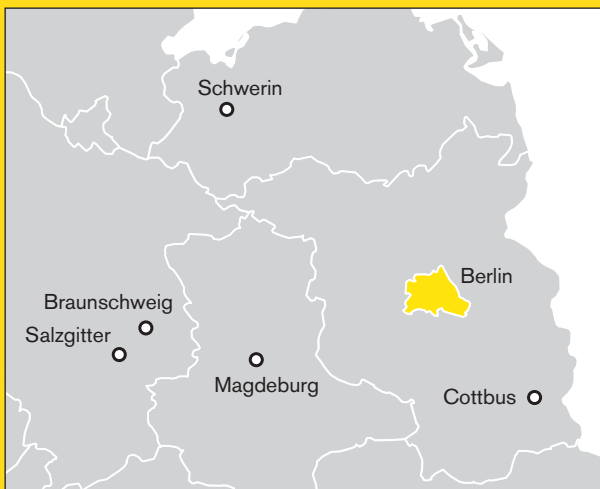 Schwerin
Berlin
Braunschweig
Salzgitter
Magdeburg
Cottbus